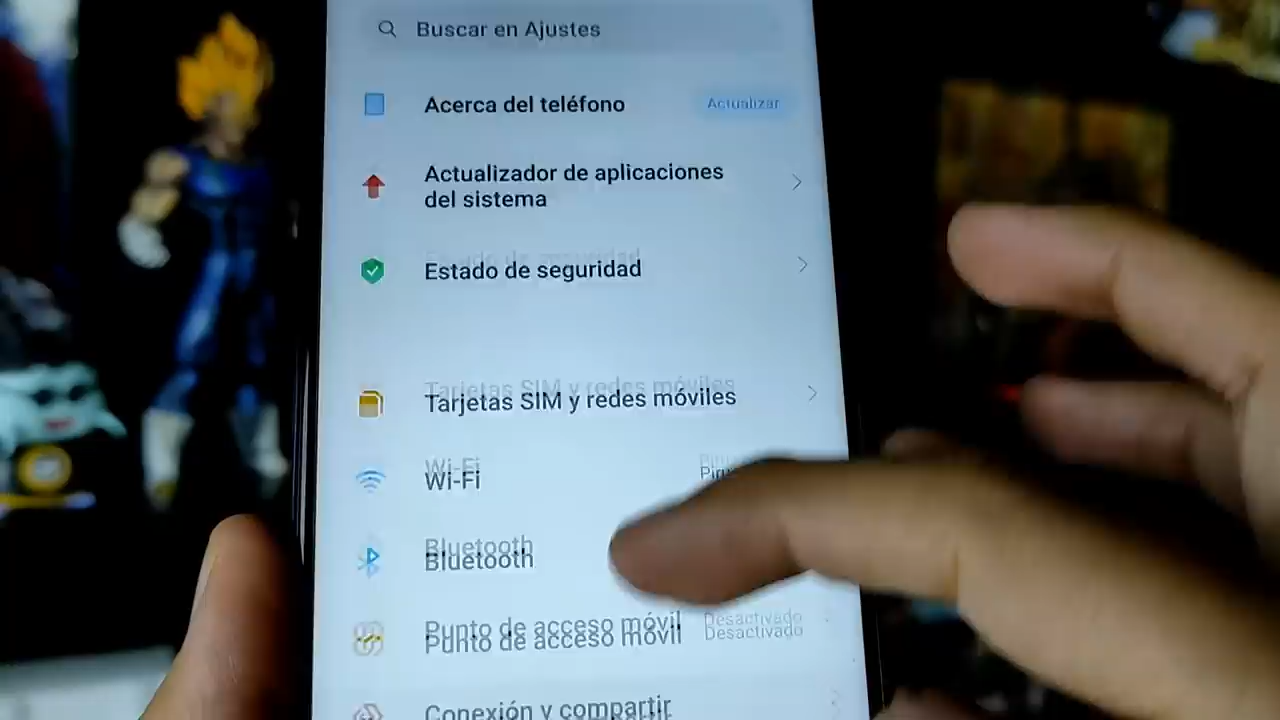 Buscar en Ajustes
Acerca del teléfono
Actualizar
Actualizador de aplicaciones
del sistema
Estado de seguridad
Tarjetas SIM y redes móviles
Wi-Fi
Bluetooth
Punto de acceso móvil
Desactivado
Conexión y compartir